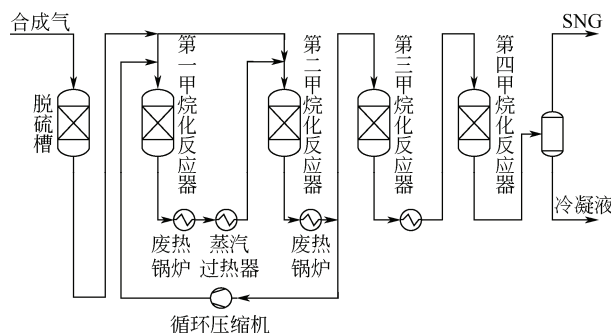 合成气
SNG
脱硫槽
第一甲烷化反应器
第二甲烷化反应器
第三甲烷化反应器
第四甲烷化反应器
废热
锅炉
蒸汽
过热器
废热
锅炉
冷凝液
循环压缩机